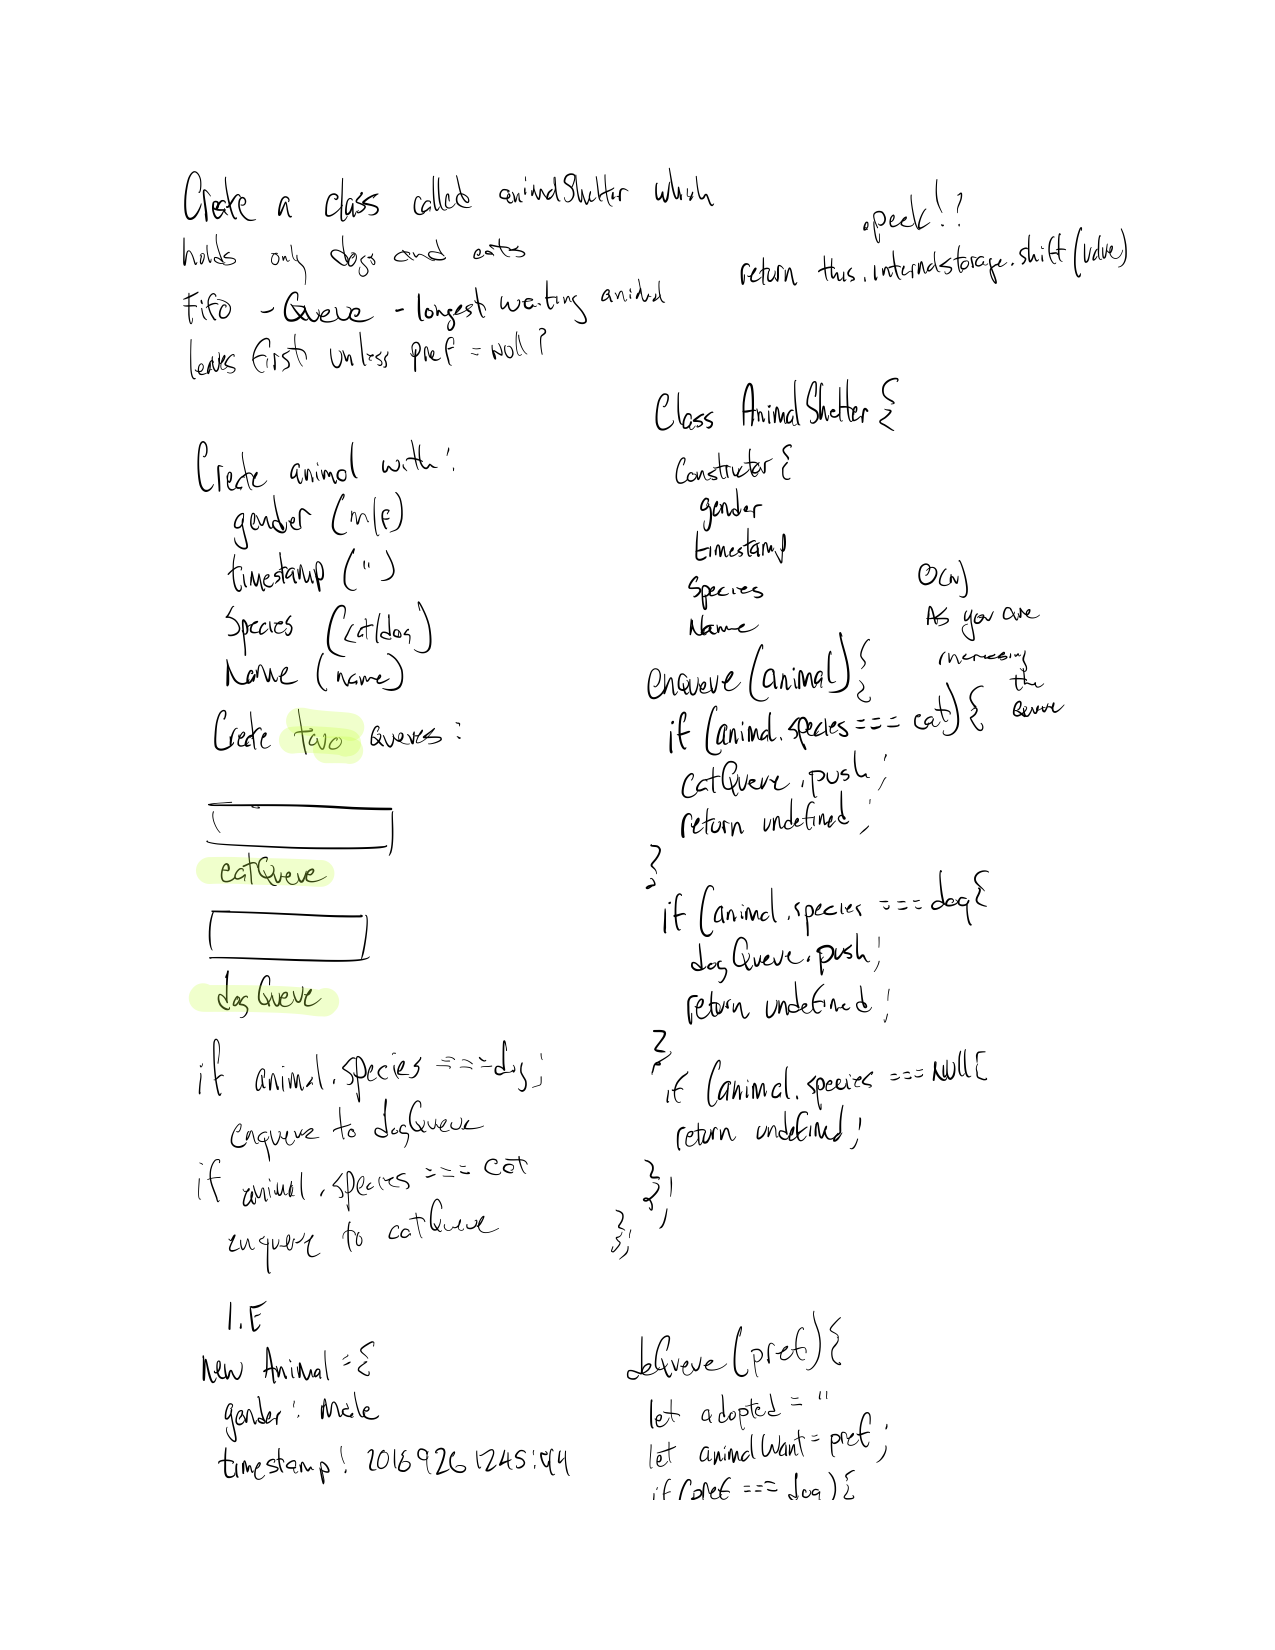 Create a class called animalShelter which
holds only dogs and cats
Fifo - Queue - longest waiting animal
leaves first unless pref = null?
Create animal with:
gender (m/f)
timestamp (")
Species (cat/dog)
Name (name)
Create two queues:
catQueue
dogQueue
if animal.species === dog;
enqueue to dogQueue
if animal.species === cat
enqueue to catQueue
I.E
new Animal = {
gender: male
timestamp: 20169261245:44
.peek!?
return this.internalstorage.shift(value)
Class AnimalShelter {
Constructor {
gender
timestamp
Species
Name
O(N)
As you are
increasing
the
Queue
enqueue (animal) {
if (animal.species === cat) {
catQueue.push;
return undefined;
}
if (animal.species === dog {
dogQueue.push;
return undefined;
}
if (animal.species === NULL {
return undefined;
}
};
};
deQueue (pref) {
let adopted = "
let animalWant = pref;
if (pref === dog) {